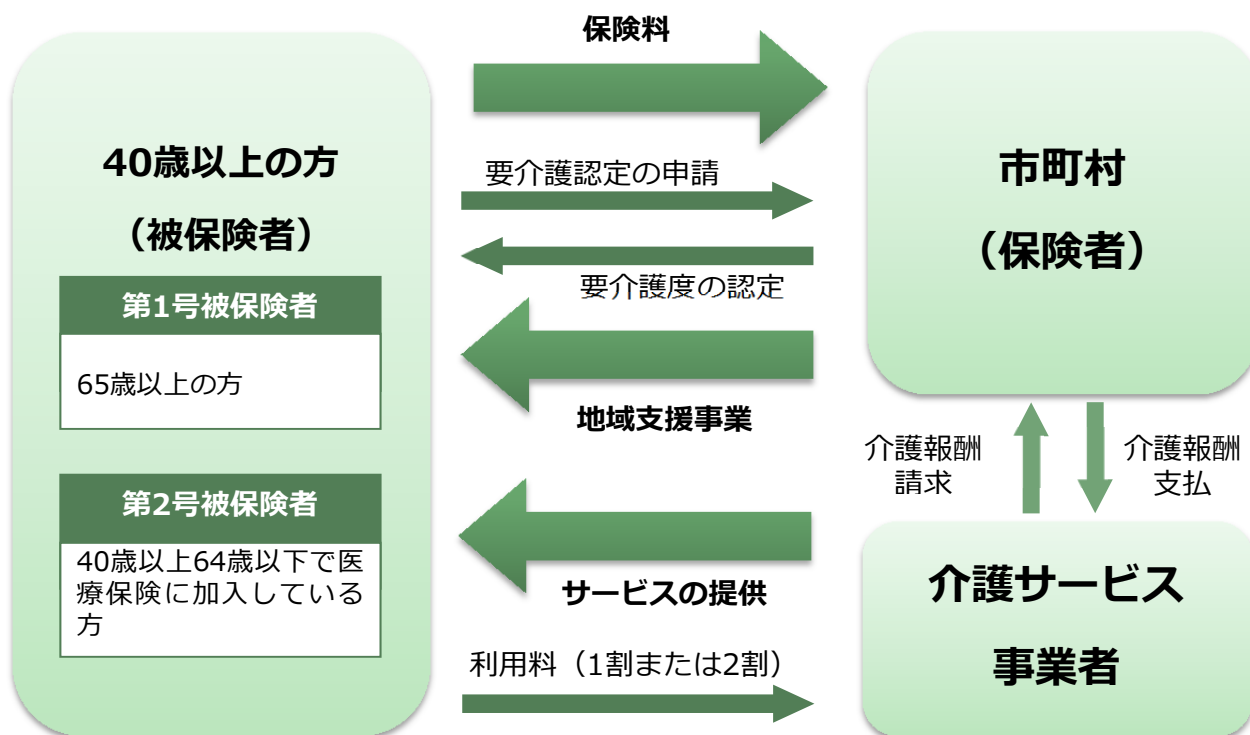 40歳以上の方
（被保険者）
第1号被保険者
65歳以上の方
第2号被保険者
40歳以上64歳以下で医
療保険に加入している
方
保険料
要介護認定の申請
要介護度の認定
地域支援事業
サービスの提供
利用料（1割または2割）
市町村
（保険者）
介護報酬
請求
介護報酬
支払
介護サービス
事業者